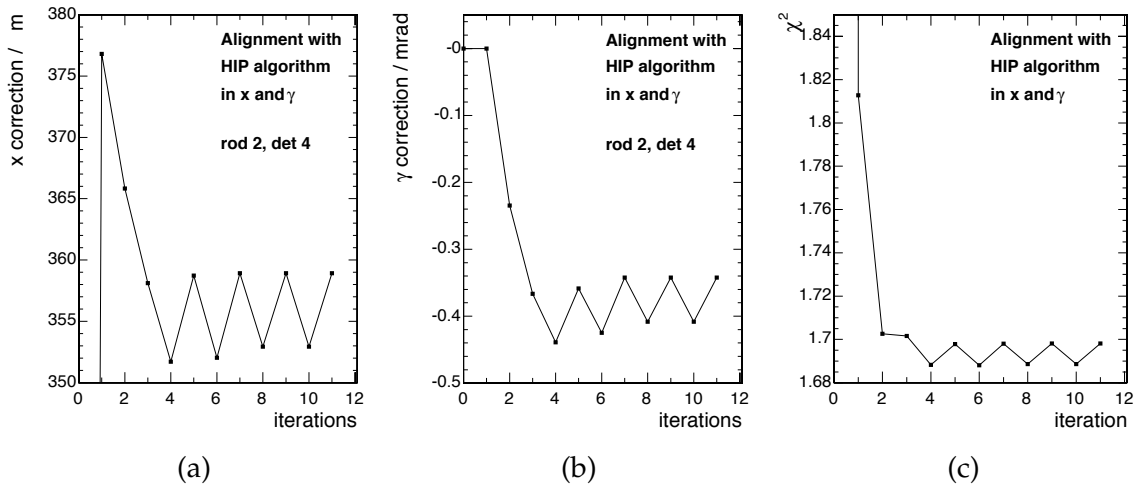 x correction / m
380
375
370
365
360
355
350
0 2 4 6 8 10 12
iterations
Alignment with
HIP algorithm
in x and γ
rod 2, det 4
(a)
γ correction / mrad
-0
-0.1
-0.2
-0.3
-0.4
-0.5
0 2 4 6 8 10 12
iterations
Alignment with
HIP algorithm
in x and γ
rod 2, det 4
(b)
χ²
1.84
1.82
1.8
1.78
1.76
1.74
1.72
1.7
1.68
0 2 4 6 8 10 12
iteration
Alignment with
HIP algorithm
in x and γ
(c)